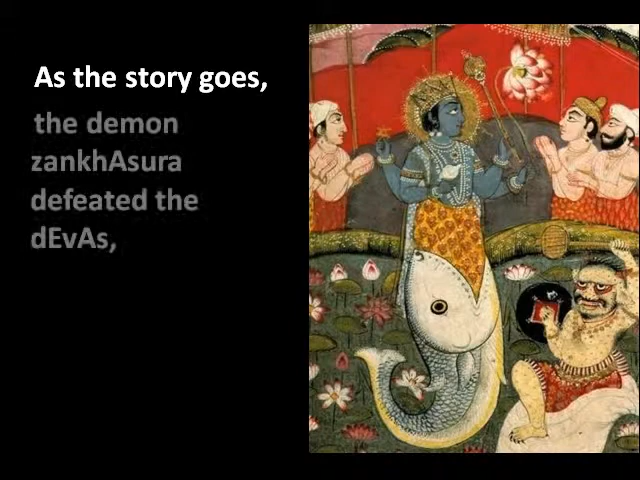 As the story goes,
the demon
zankhAsura
defeated the
dEvAs,